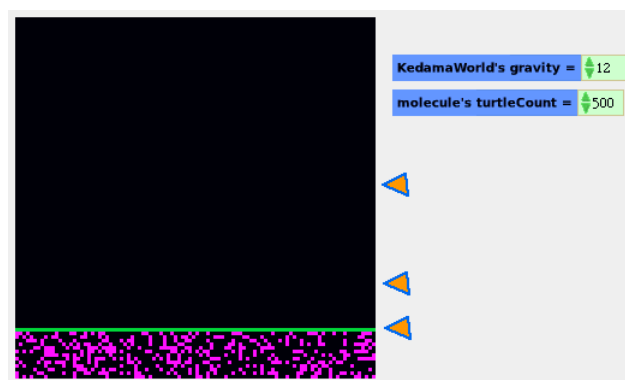 KedamaWorld's gravity = 12
molecule's turtleCount = 500